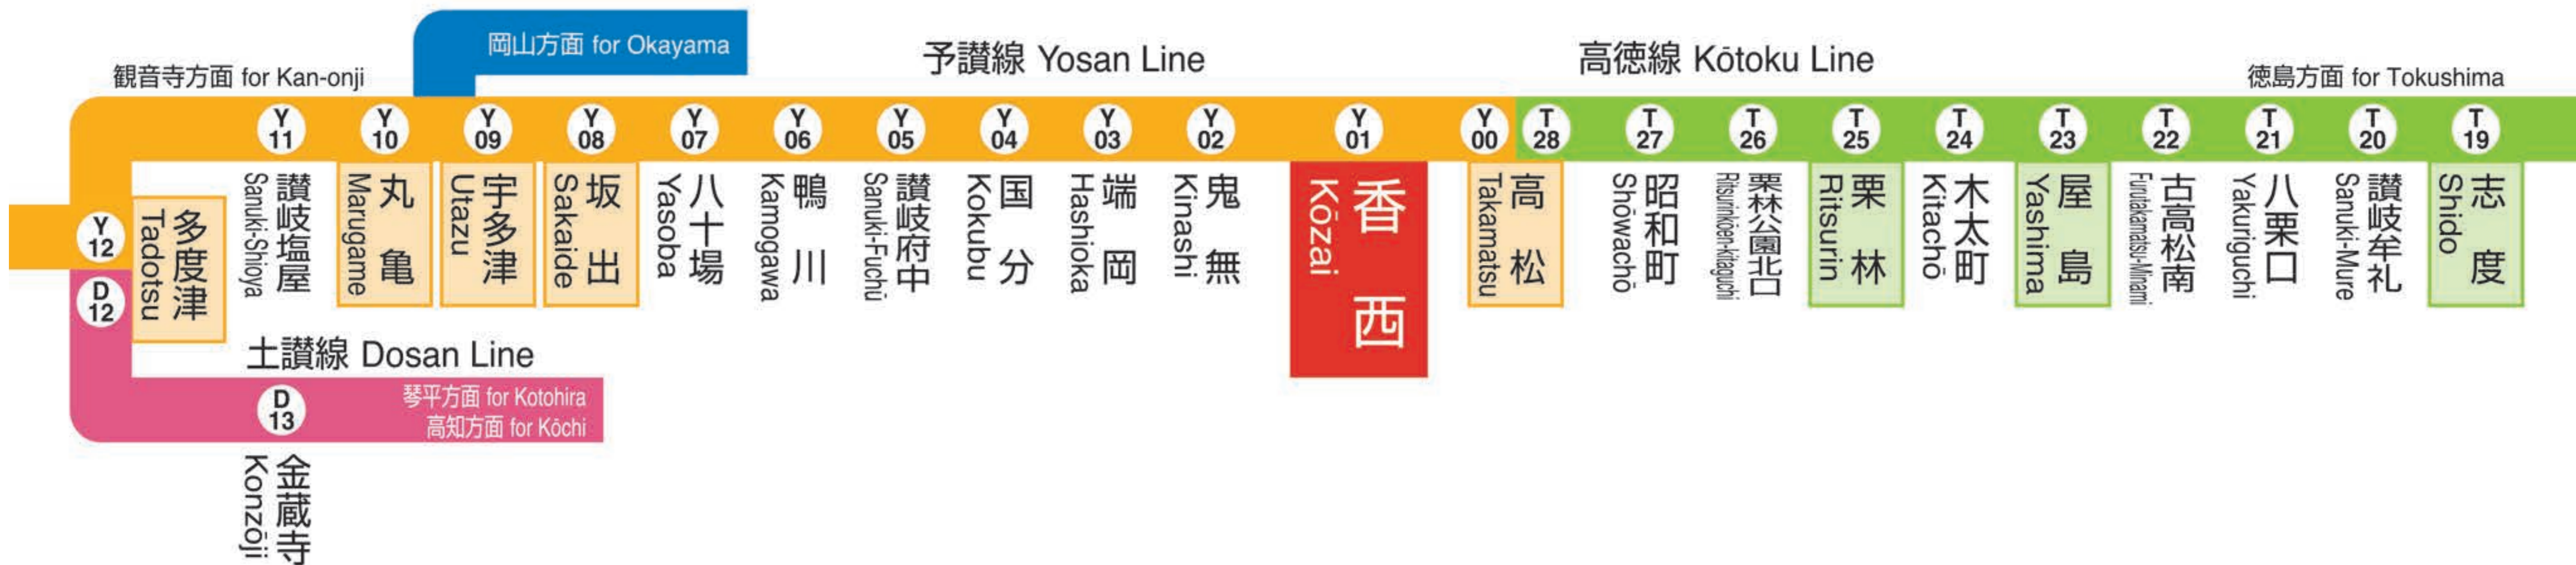 岡山方面 for Okayama
予讃線 Yosan Line
高徳線 Kōtoku Line
観音寺方面 for Kan-onji
徳島方面 for Tokushima
Y 11
Y 10
Y 09
Y 08
Y 07
Y 06
Y 05
Y 04
Y 03
Y 02
Y 01
Y 00
T 28
T 27
T 26
T 25
T 24
T 23
T 22
T 21
T 20
T 19
讃岐塩屋
Sanuki-Shioya
丸亀
Marugame
宇多津
Utazu
坂出
Sakaide
八十場
Yasoba
鴨川
Kamogawa
讃岐府中
Sanuki-Fuchū
国分
Kokubu
端岡
Hashioka
鬼無
Kinashi
香西
Kōzai
高松
Takamatsu
昭和町
Shōwachō
栗林公園北口
Ritsurinkōen-kitaguchi
栗林
Ritsurin
木太町
Kitachō
屋島
Yashima
古高松南
Furutakamatsu-Minami
八栗口
Yakuriguchi
讃岐牟礼
Sanuki-Mure
志度
Shido
Y 12
D 12
多度津
Tadotsu
土讃線 Dosan Line
D 13
琴平方面 for Kotohira
高知方面 for Kōchi
金蔵寺
Konzōji